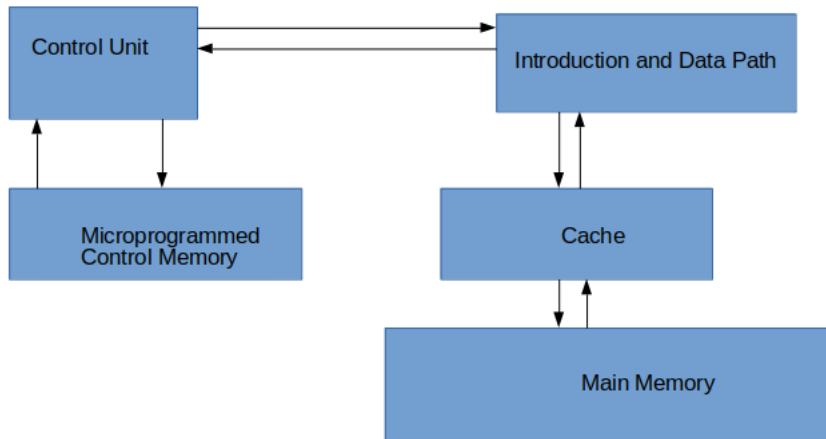 Control Unit
Introduction and Data Path
Microprogrammed
Control Memory
Cache
Main Memory